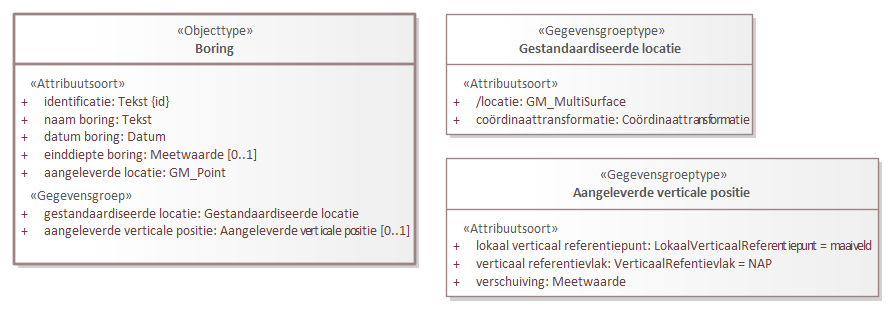 «Objecttype»
Boring
«Attribuutsoort»
+ identificatie: Tekst {id}
+ naam boring: Tekst
+ datum boring: Datum
+ einddiepte boring: Meetwaarde [0..1]
+ aangeleverde locatie: GM_Point
«Gegevensgroep»
+ gestandaardiseerde locatie: Gestandaardiseerde locatie
+ aangeleverde verticale positie: Aangeleverde verticale positie [0..1]
«Gegevensgroeptype»
Gestandaardiseerde locatie
«Attribuutsoort»
+ /locatie: GM_MultiSurface
+ coördinaattransformatie: Coördinaattransformatie
«Gegevensgroeptype»
Aangeleverde verticale positie
«Attribuutsoort»
+ lokaal verticaal referentiepunt: LokaalVerticaalReferentiepunt = maaiveld
+ verticaal referentievlak: VerticaalRefentievlak = NAP
+ verschuiving: Meetwaarde